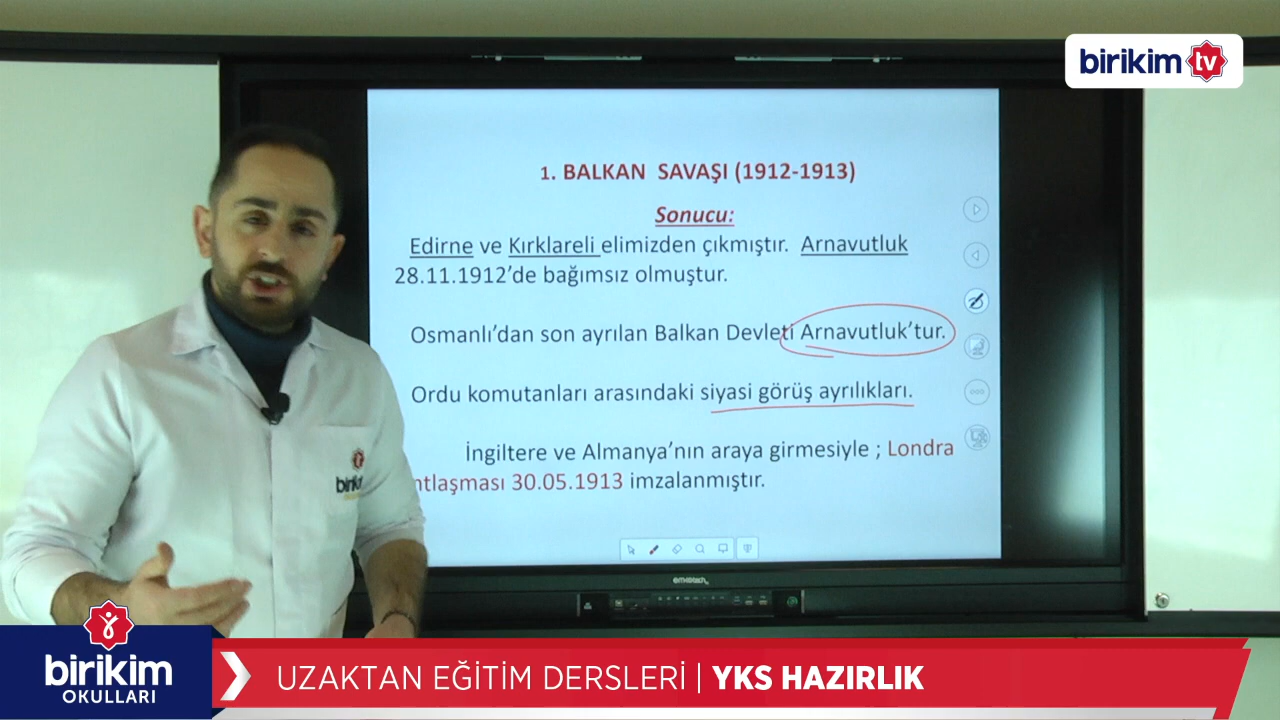 birikim tv
1. BALKAN SAVAŞI (1912-1913)
Sonucu:
Edirne ve Kırklareli elimizden çıkmıştır. Arnavutluk
28.11.1912’de bağımsız olmuştur.
Osmanlı’dan son ayrılan Balkan Devleti Arnavutluk’tur.
Ordu komutanları arasındaki siyasi görüş ayrılıkları.
İngiltere ve Almanya’nın araya girmesiyle ; Londra
ntlaşması 30.05.1913 imzalanmıştır.
birikim
OKULLARI
UZAKTAN EĞİTİM DERSLERİ | YKS HAZIRLIK